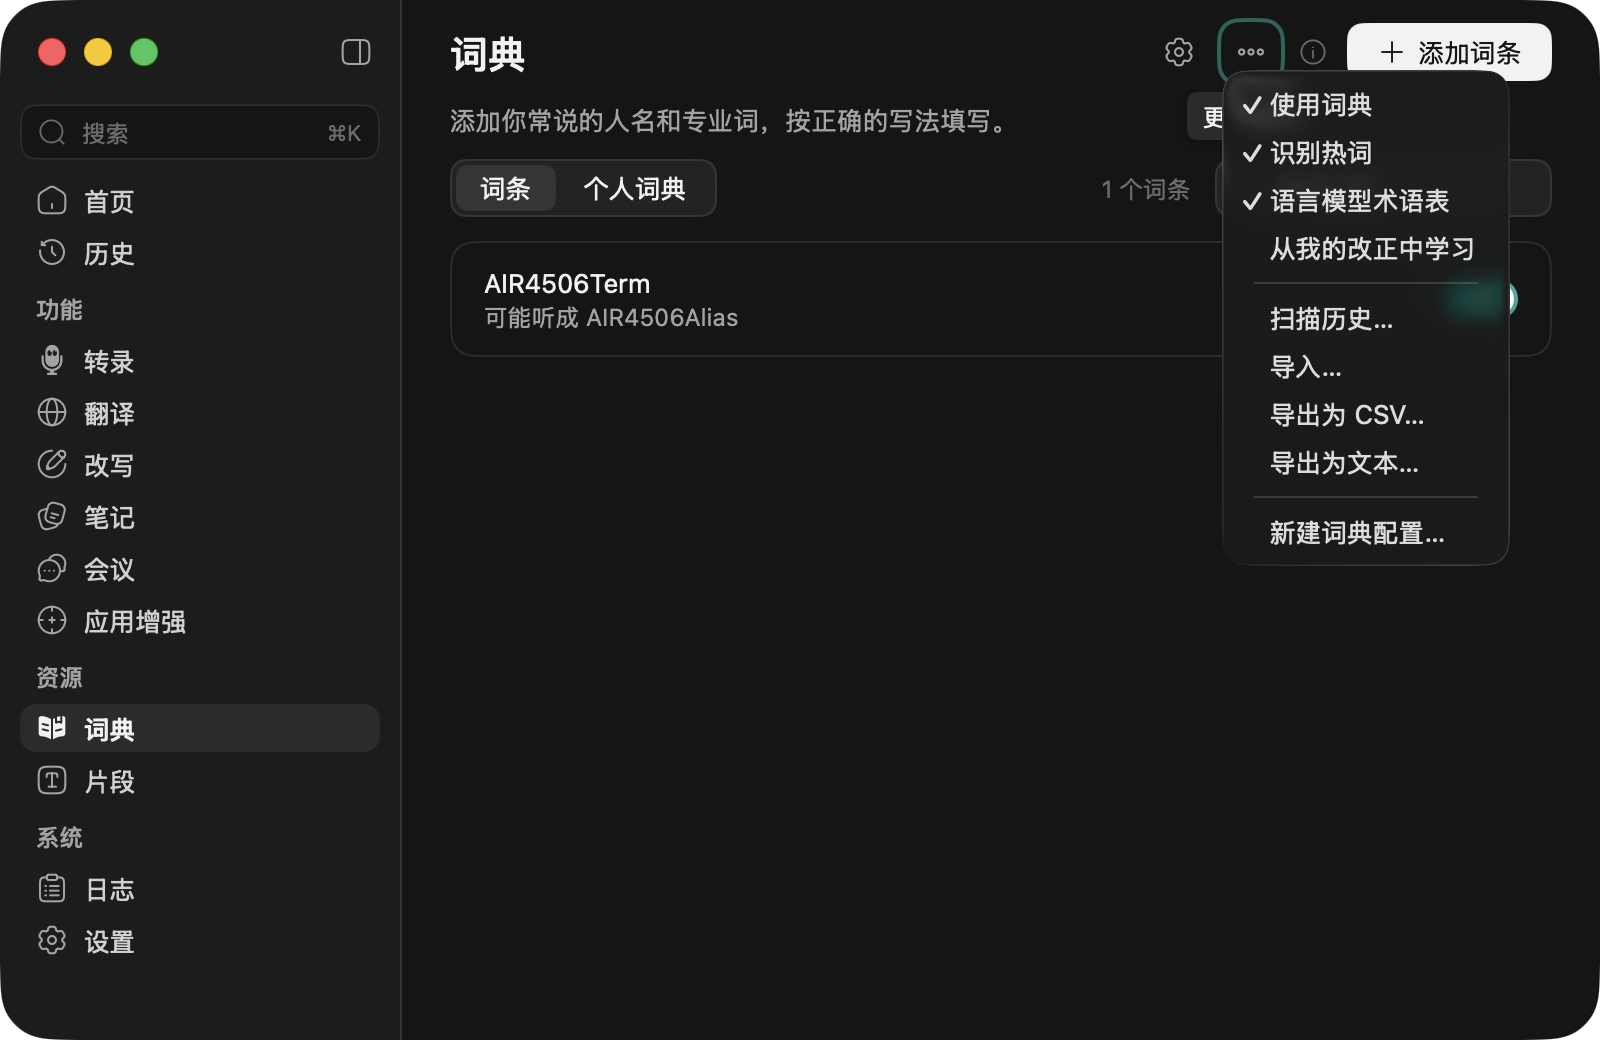 搜索
⌘K
首页
历史
功能
转录
翻译
改写
笔记
会议
应用增强
资源
词典
片段
系统
日志
设置
词典
添加词条
添加你常说的人名和专业词，按正确的写法填写。
更
词条
个人词典
1 个词条
AIR4506Term
可能听成 AIR4506Alias
使用词典
识别热词
语言模型术语表
从我的改正中学习
扫描历史...
导入...
导出为 CSV...
导出为文本...
新建词典配置...